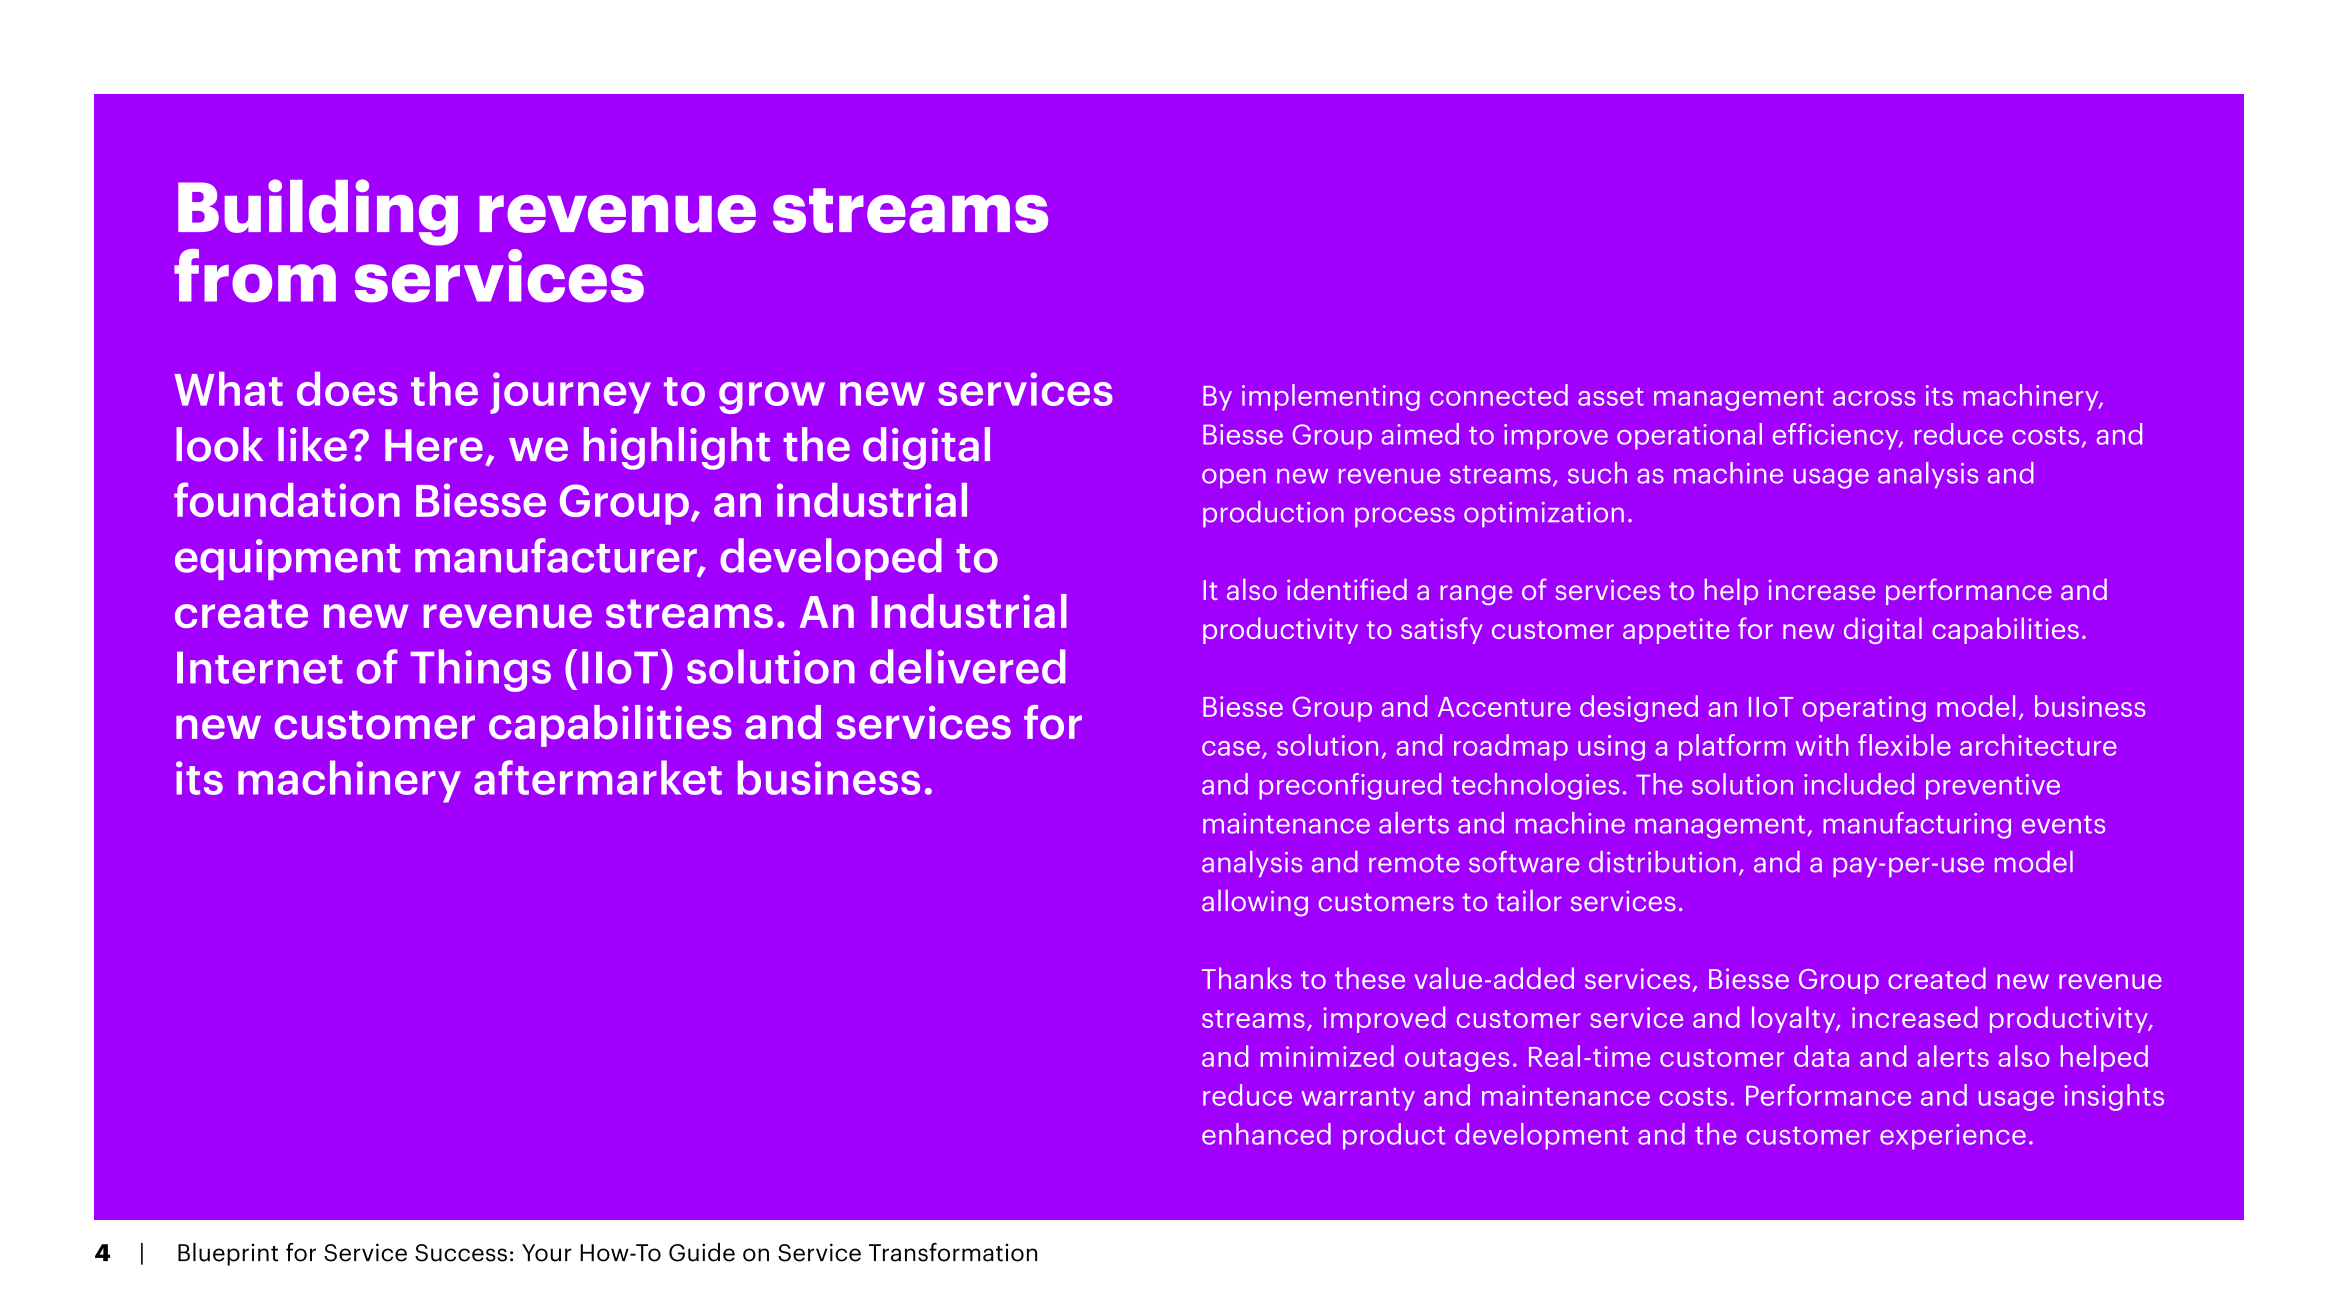 Building revenue streams
from services
What does the journey to grow new services
look like? Here, we highlight the digital
foundation Biesse Group, an industrial
equipment manufacturer, developed to
create new revenue streams. An Industrial
Internet of Things (IIoT) solution delivered
new customer capabilities and services for
its machinery aftermarket business.
By implementing connected asset management across its machinery,
Biesse Group aimed to improve operational efficiency, reduce costs, and
open new revenue streams, such as machine usage analysis and
production process optimization.
It also identified a range of services to help increase performance and
productivity to satisfy customer appetite for new digital capabilities.
Biesse Group and Accenture designed an IIoT operating model, business
case, solution, and roadmap using a platform with flexible architecture
and preconfigured technologies. The solution included preventive
maintenance alerts and machine management, manufacturing events
analysis and remote software distribution, and a pay-per-use model
allowing customers to tailor services.
Thanks to these value-added services, Biesse Group created new revenue
streams, improved customer service and loyalty, increased productivity,
and minimized outages. Real-time customer data and alerts also helped
reduce warranty and maintenance costs. Performance and usage insights
enhanced product development and the customer experience.
4 | Blueprint for Service Success: Your How-To Guide on Service Transformation